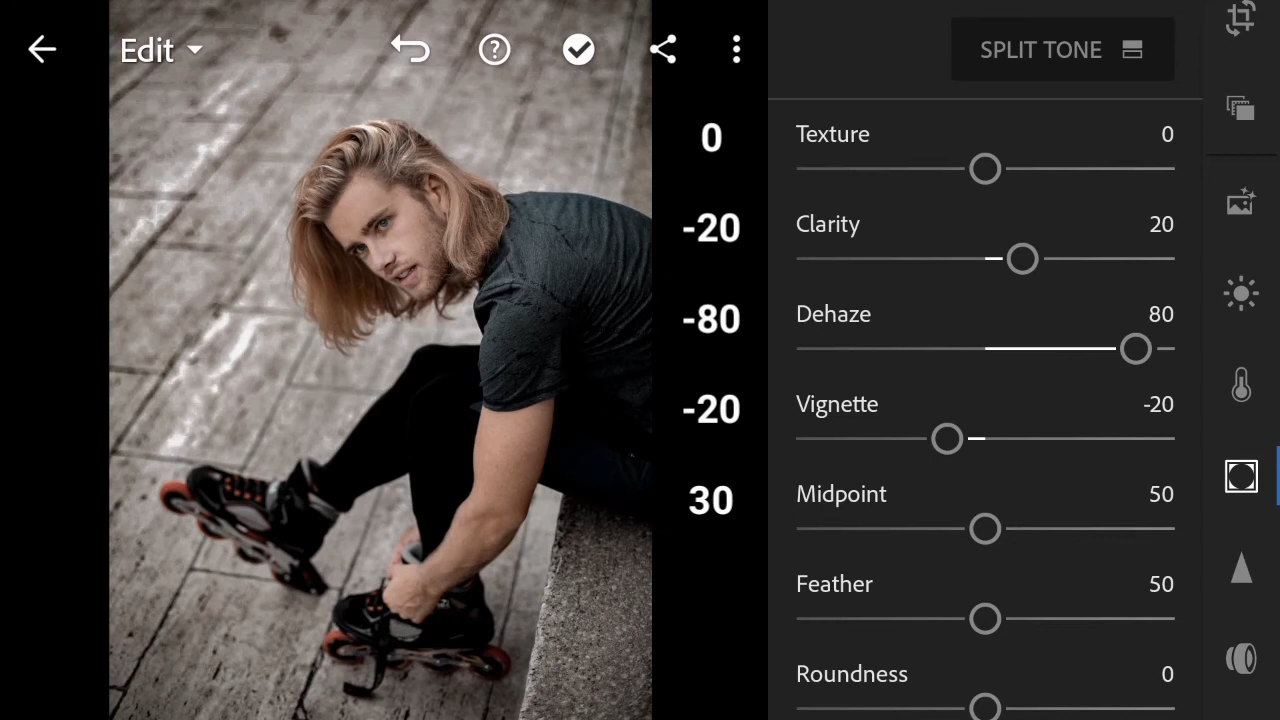 Edit
SPLIT TONE
0
-20
-80
-20
30
Texture 0
Clarity 20
Dehaze 80
Vignette -20
Midpoint 50
Feather 50
Roundness 0